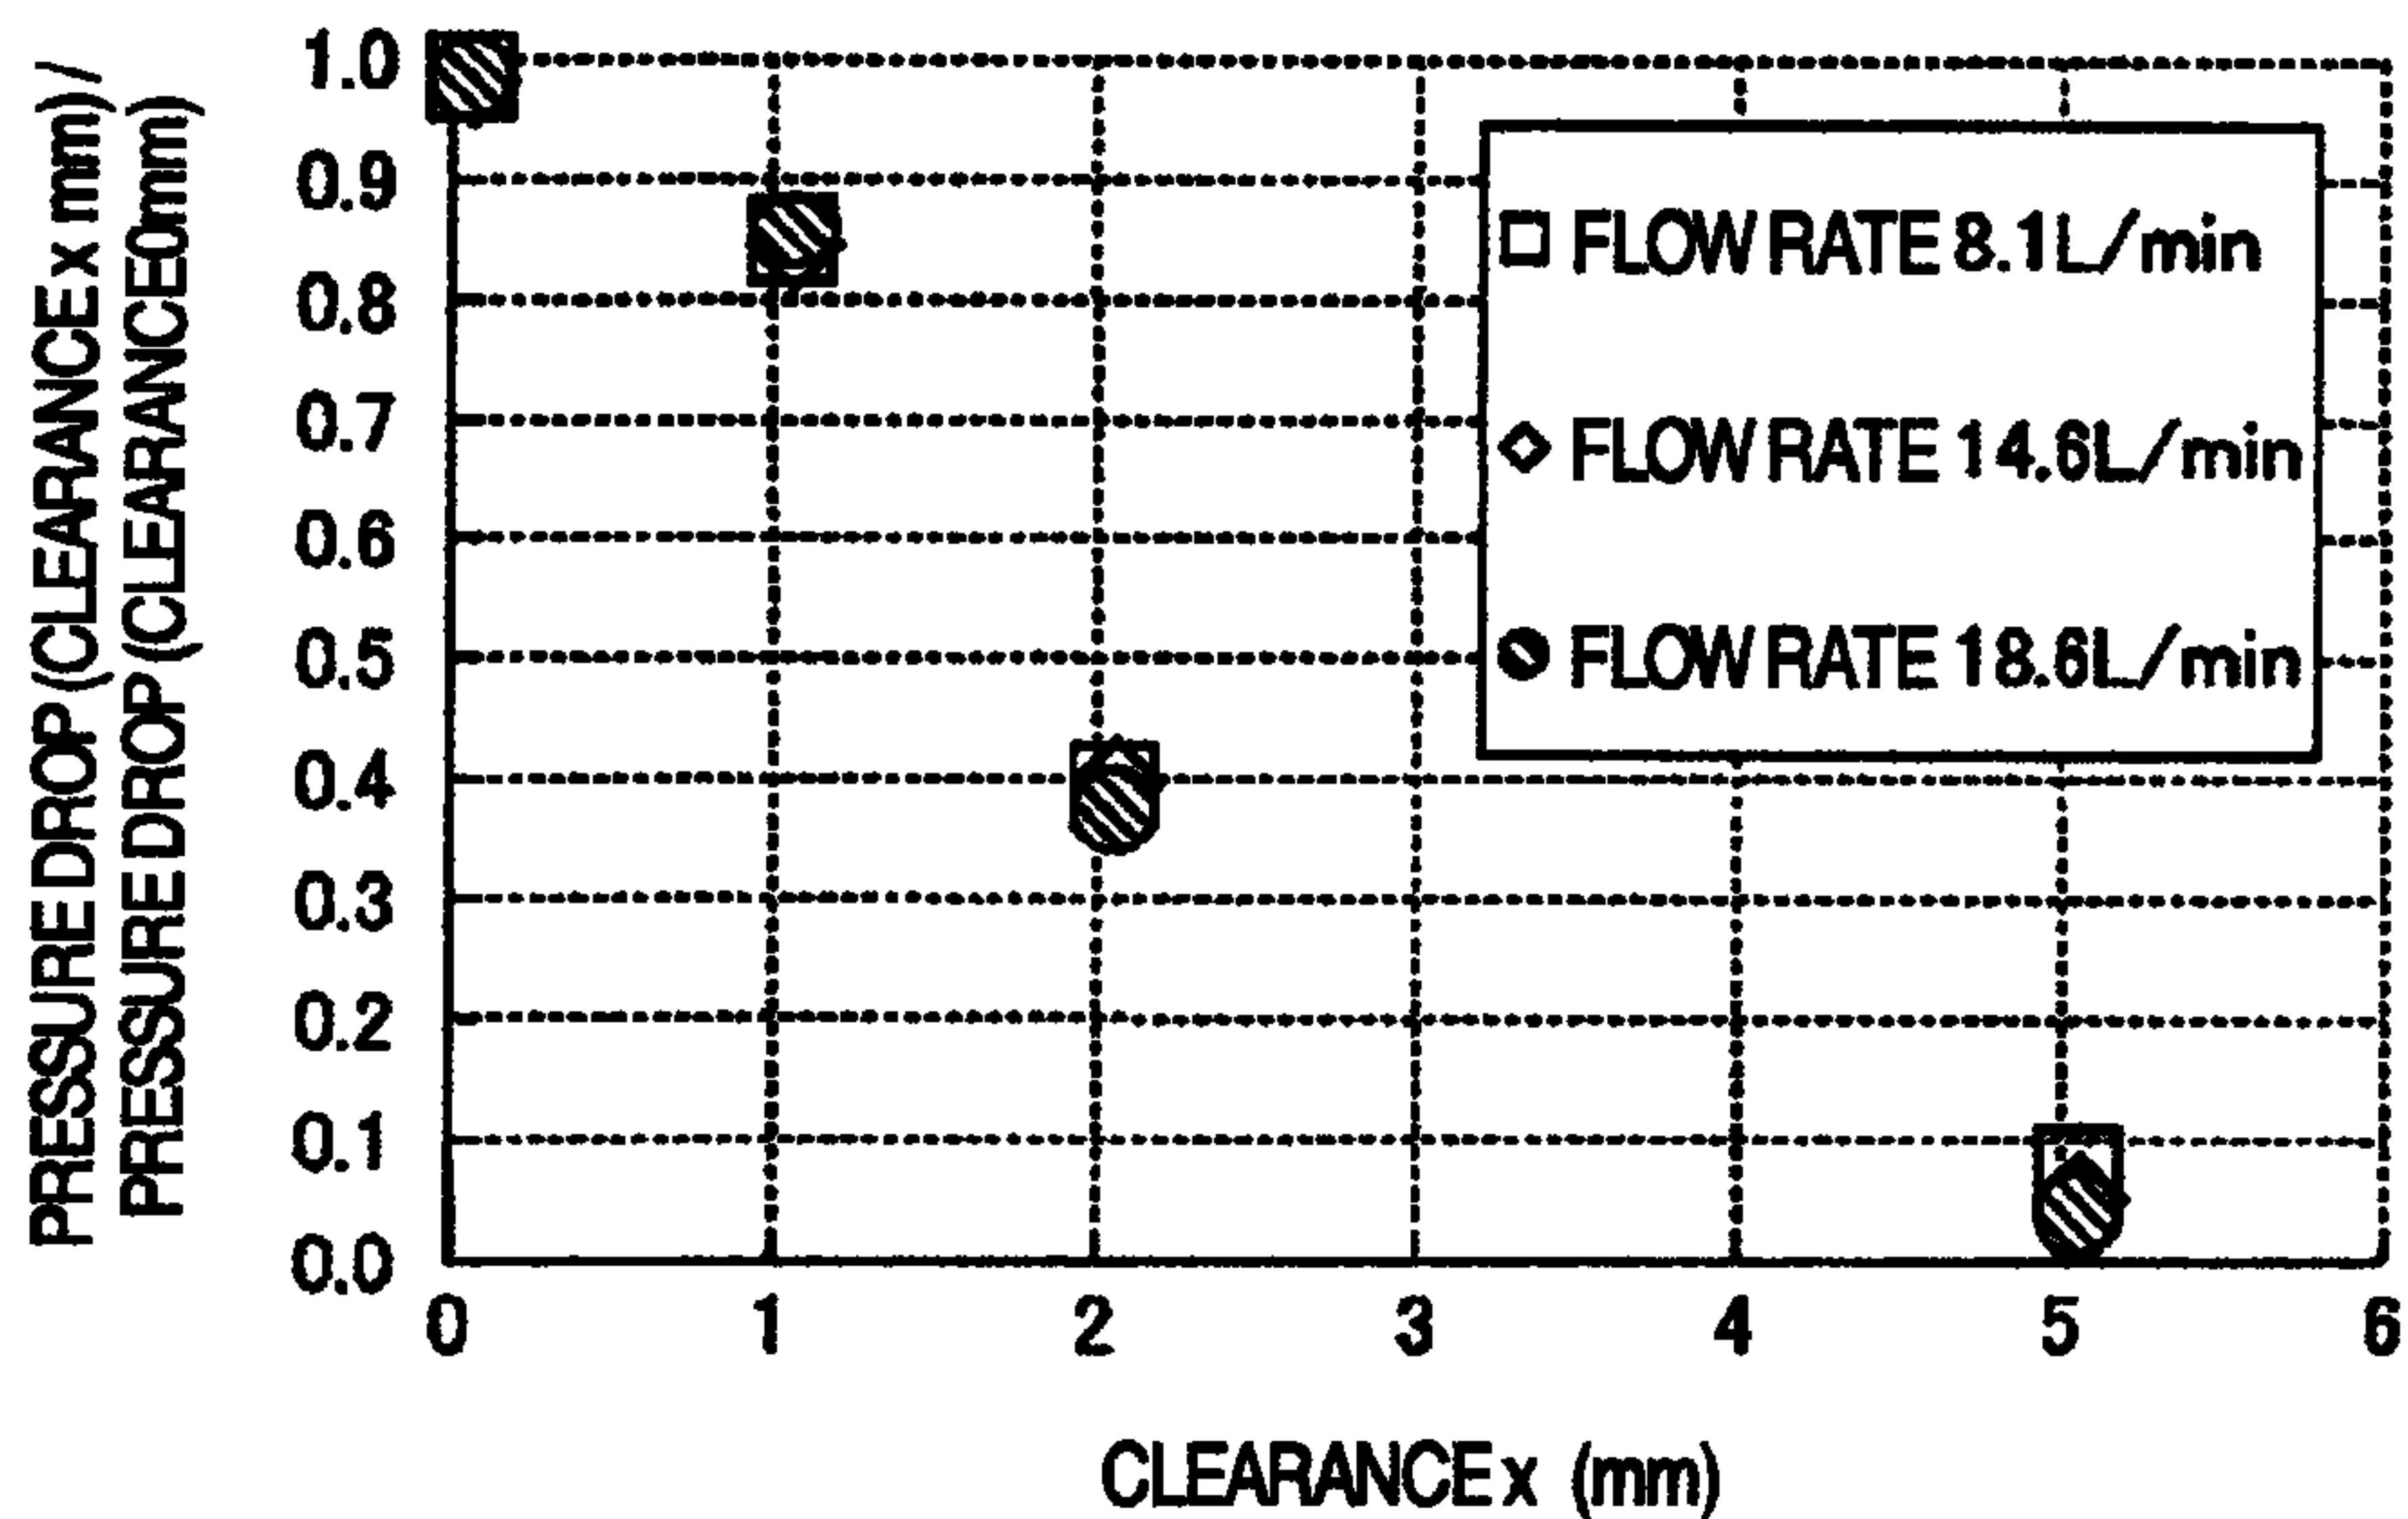 PRESSURE DROP (CLEARANCE x mm) /
PRESSURE DROP (CLEARANCE0mm)
1.0
0.9
0.8
0.7
0.6
0.5
0.4
0.3
0.2
0.1
0.0
FLOW RATE 8.1L/min
FLOW RATE 14.6L/min
FLOW RATE 18.6L/min
0 1 2 3 4 5 6
CLEARANCE x (mm)